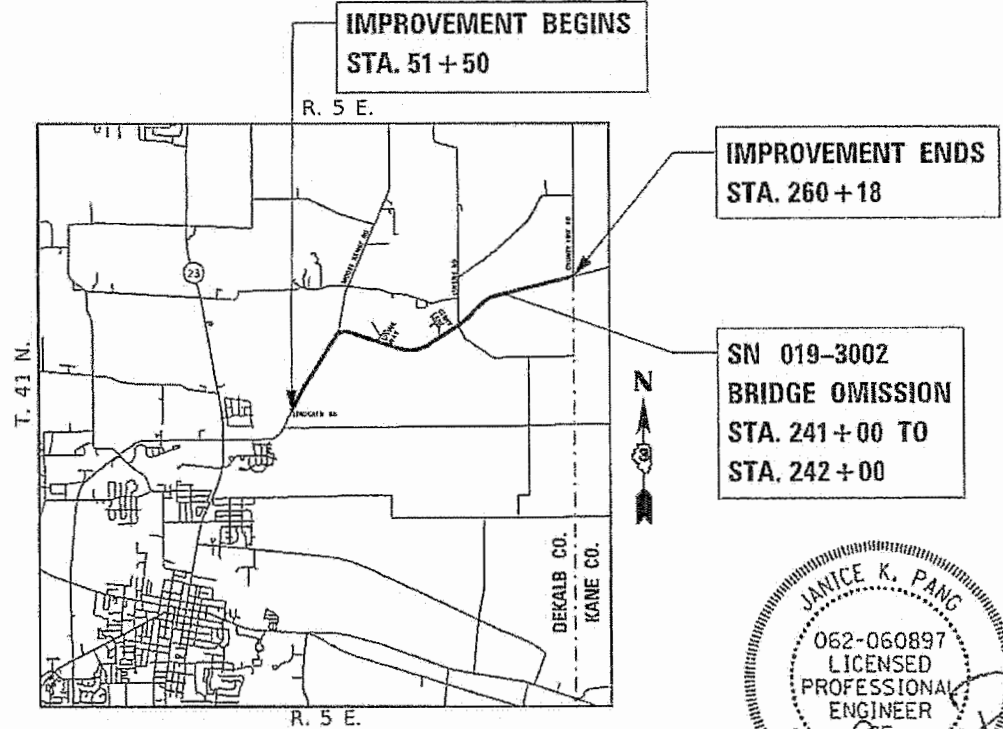 IMPROVEMENT BEGINS
STA. 51+50
R. 5 E.
IMPROVEMENT ENDS
STA. 260+18
23
T. 41 N.
N
SN 019-3002
BRIDGE OMISSION
STA. 241+00 TO
STA. 242+00
DEKALB CO.
KANE CO.
R. 5 E.
JANICE K. PANG
062-060897
LICENSED
PROFESSIONAL
ENGINEER